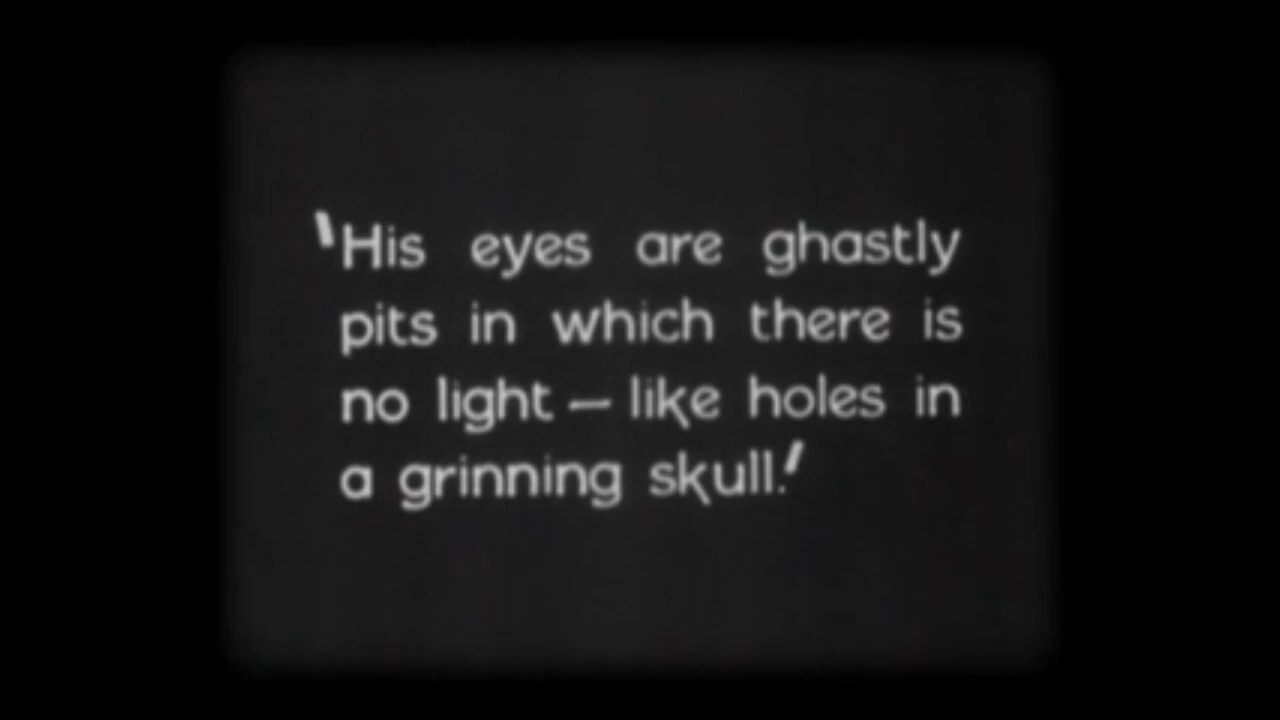 'His eyes are ghastly
pits in which there is
no light — like holes in
a grinning skull.'